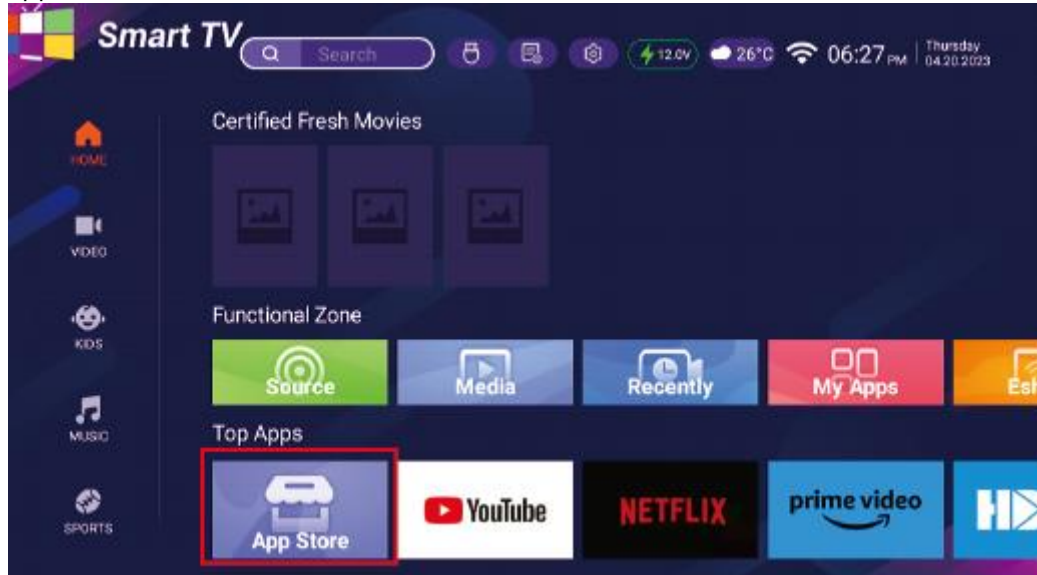 Smart TV
Search
12.0V
26°C
06:27 PM
Thursday
04.20.2023
HOME
VIDEO
KIDS
MUSIC
SPORTS
Certified Fresh Movies
Functional Zone
Source
Media
Recently
My Apps
Esh
Top Apps
App Store
YouTube
NETFLIX
prime video